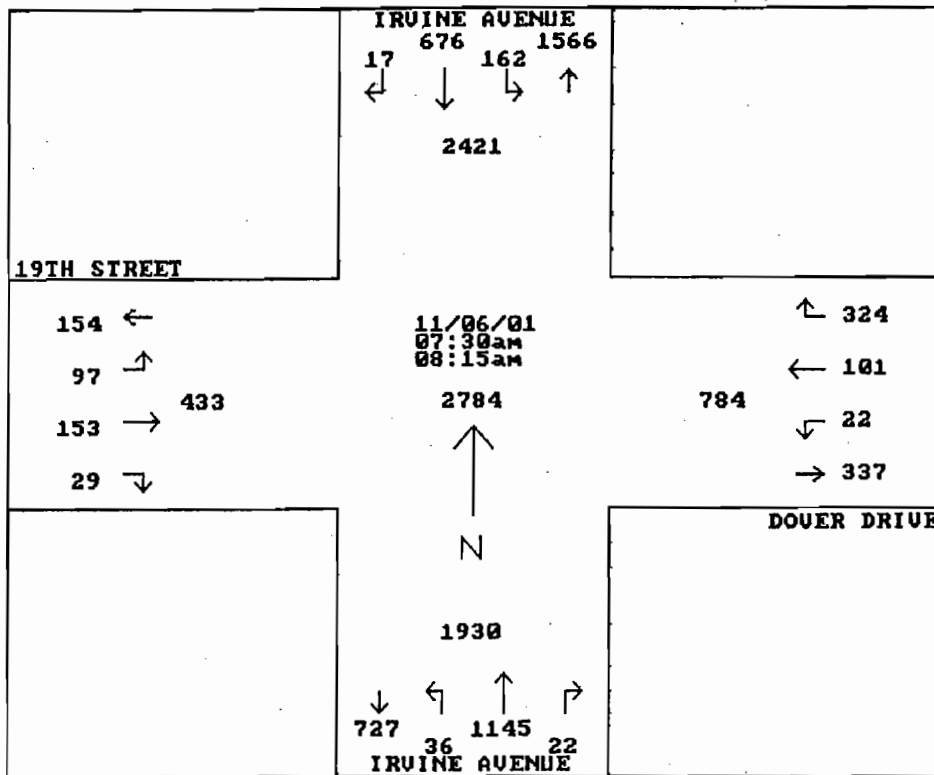 IRVINE AVENUE
676 1566
17 162
2421
19TH STREET
154
11/06/01
07:30am
08:15am
324
97
101
433
2784
784
153
22
29
337
DOVER DRIVE
N
1930
727 1145
36 22
IRVINE AVENUE